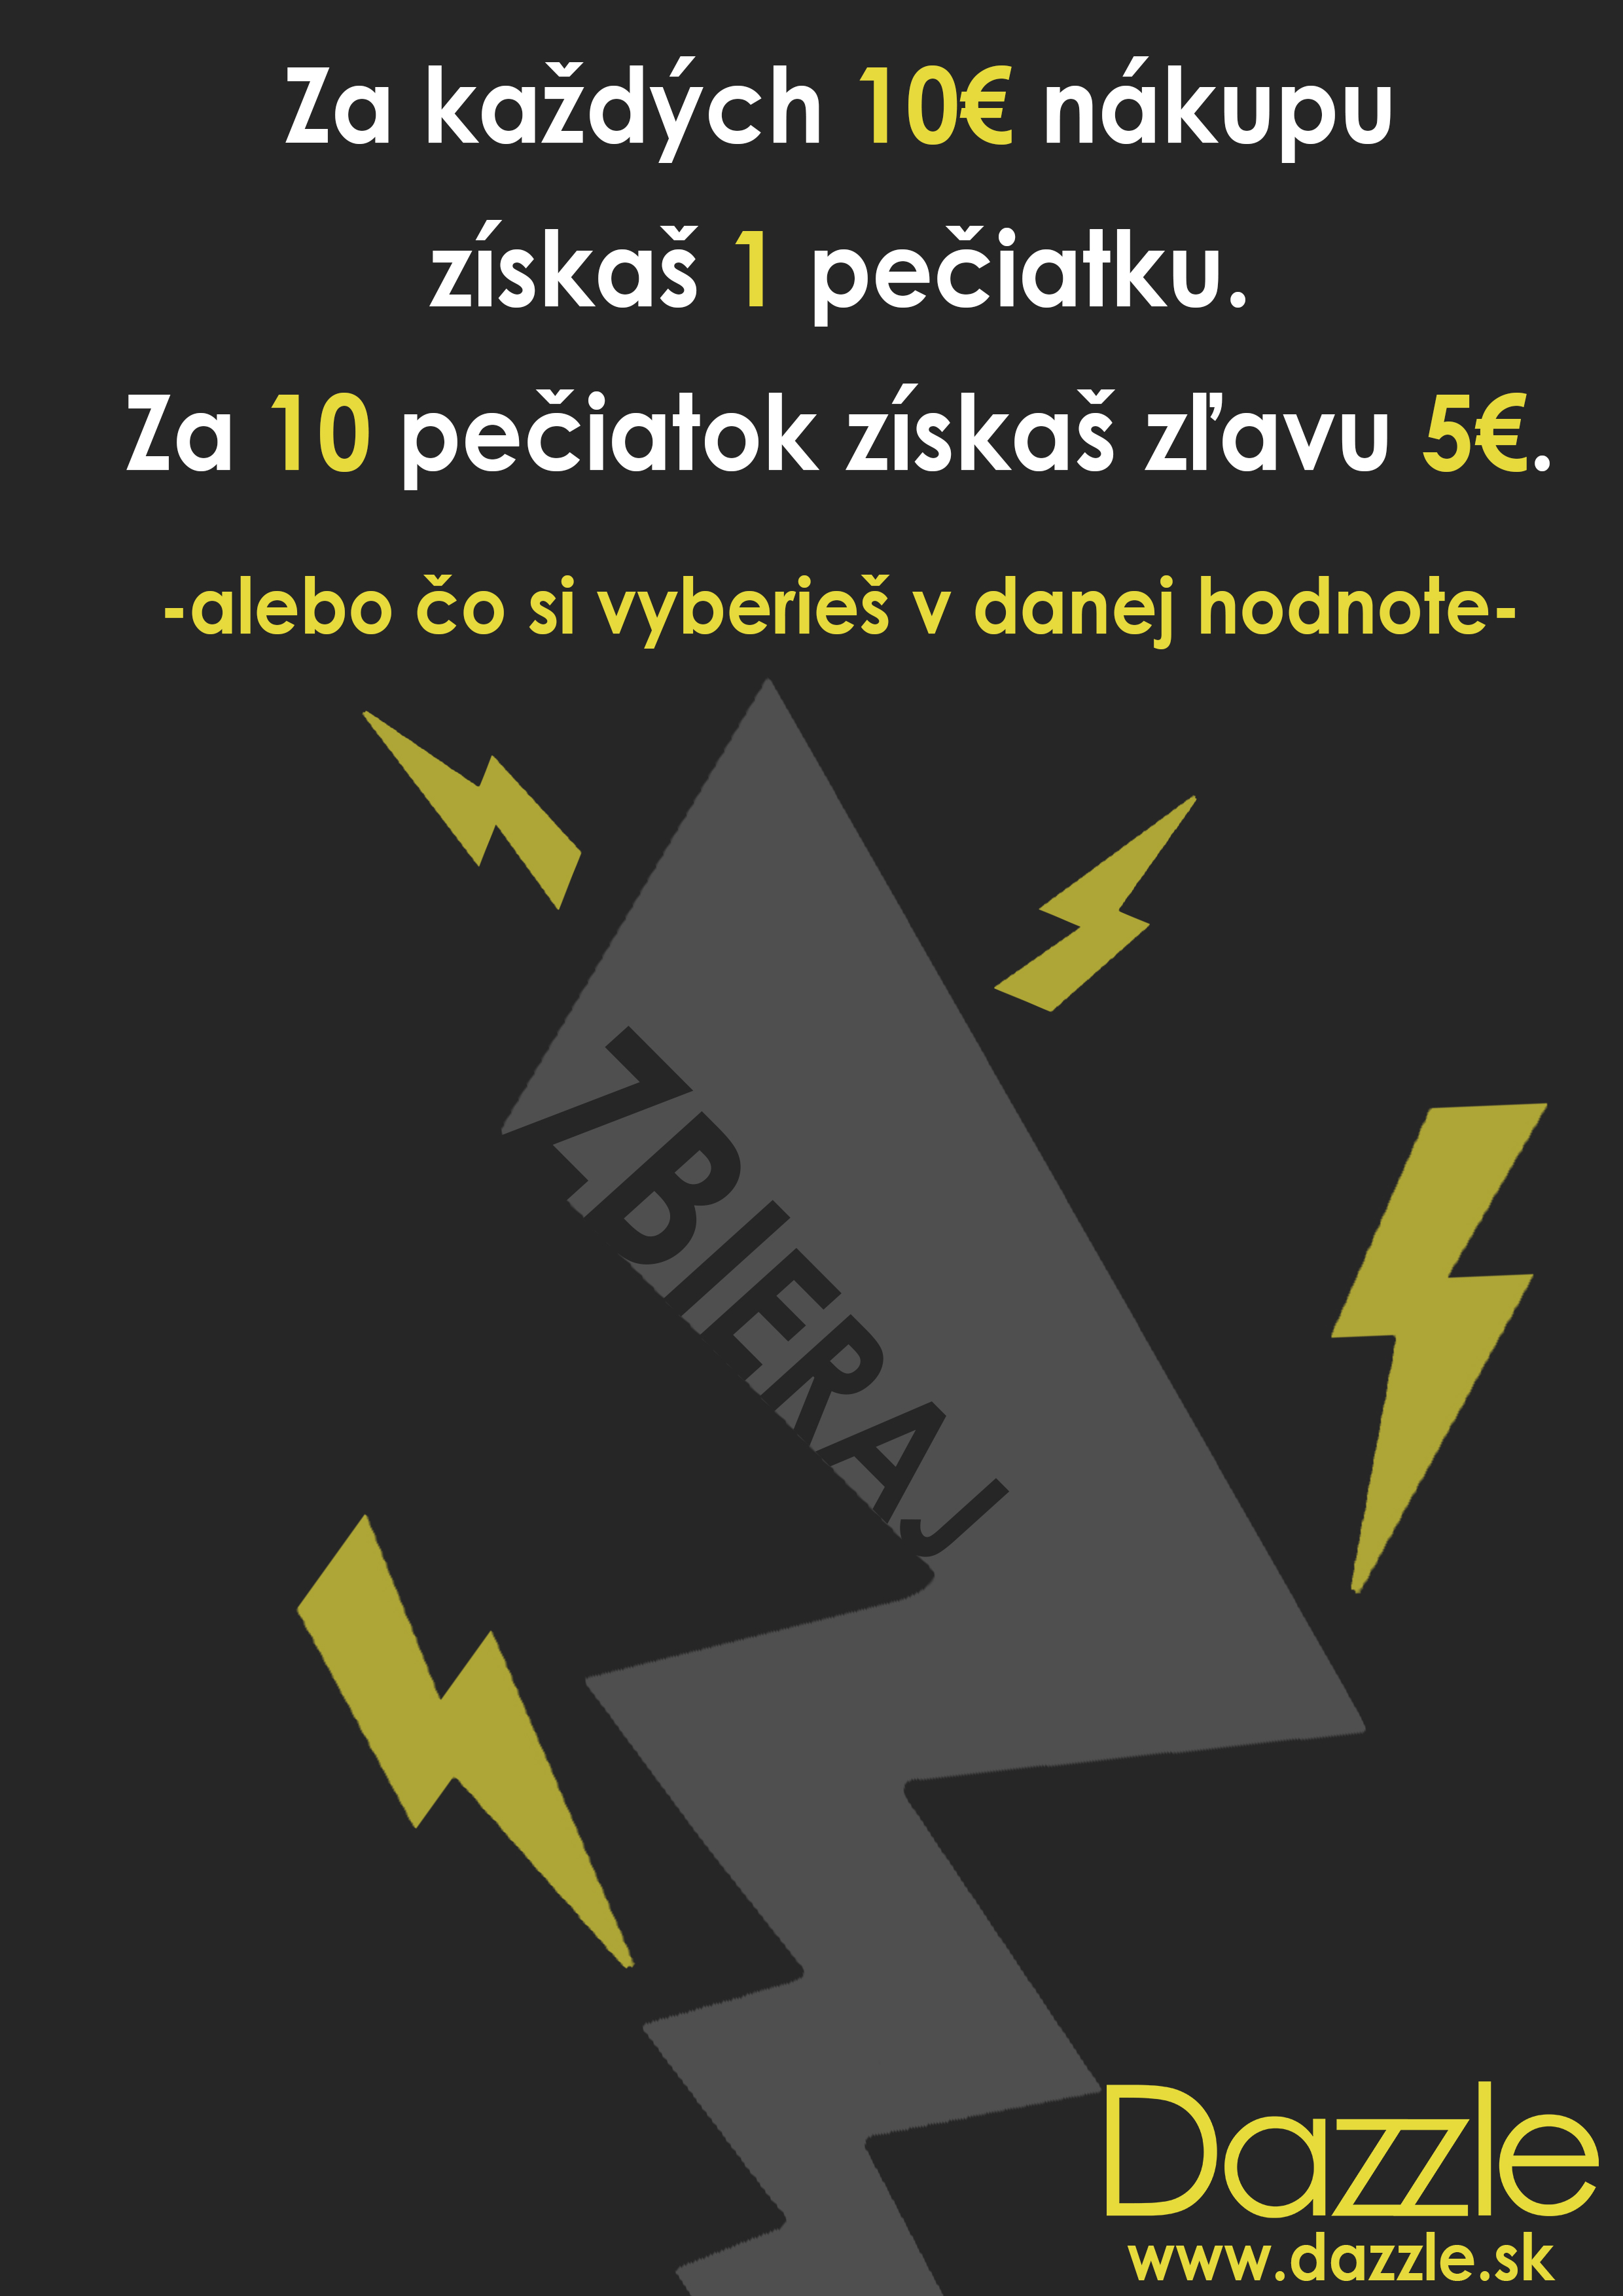 Za každých 10€ nákupu
získaš 1 pečiatku.
Za 10 pečiatok získaš zľavu 5€.
-alebo čo si vyberieš v danej hodnote-
ZBIERAJ
Dazzle
www.dazzle.sk